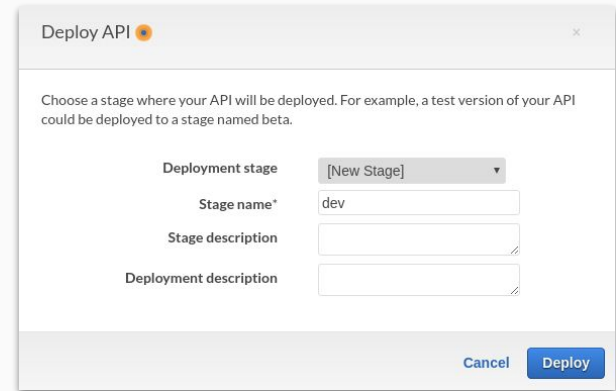 Deploy API
×
Choose a stage where your API will be deployed. For example, a test version of your API
could be deployed to a stage named beta.
Deployment stage [New Stage]
Stage name* dev
Stage description
Deployment description
Cancel Deploy